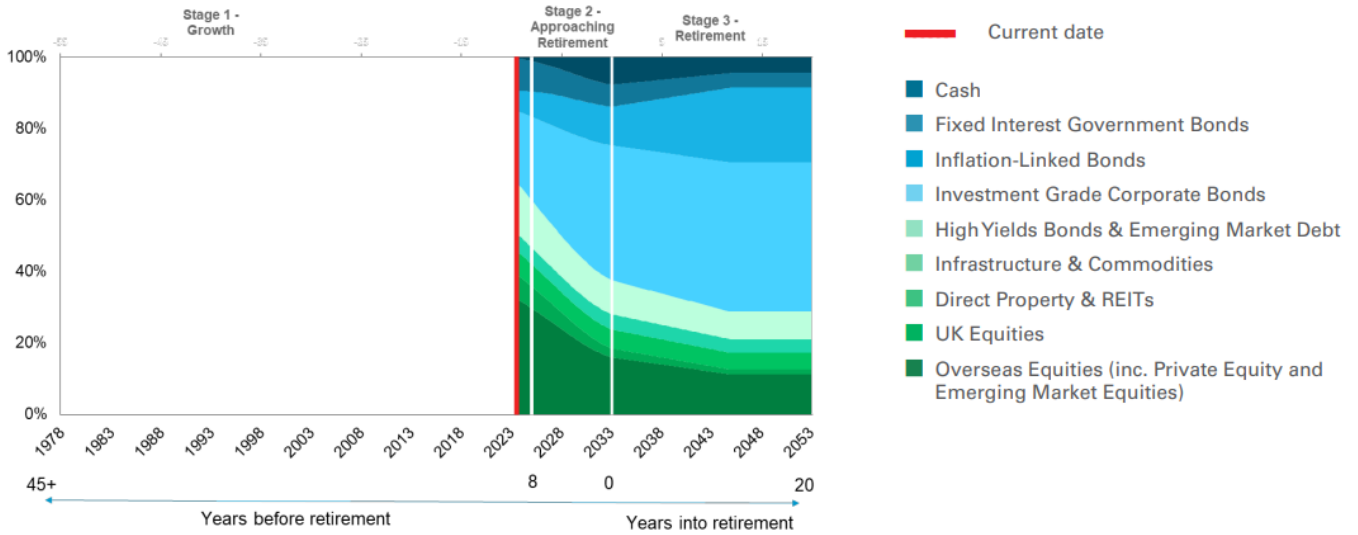 Stage 1 -
Growth
Stage 2 -
Approaching
Retirement
Stage 3 -
Retirement
100%
80%
60%
40%
20%
0%
1978
1983
1988
1993
1998
2003
2008
2013
2018
2023
2028
2033
2038
2043
2048
2053
45+
8
0
20
Years before retirement
Years into retirement
Current date
Cash
Fixed Interest Government Bonds
Inflation-Linked Bonds
Investment Grade Corporate Bonds
High Yields Bonds & Emerging Market Debt
Infrastructure & Commodities
Direct Property & REITs
UK Equities
Overseas Equities (inc. Private Equity and
Emerging Market Equities)